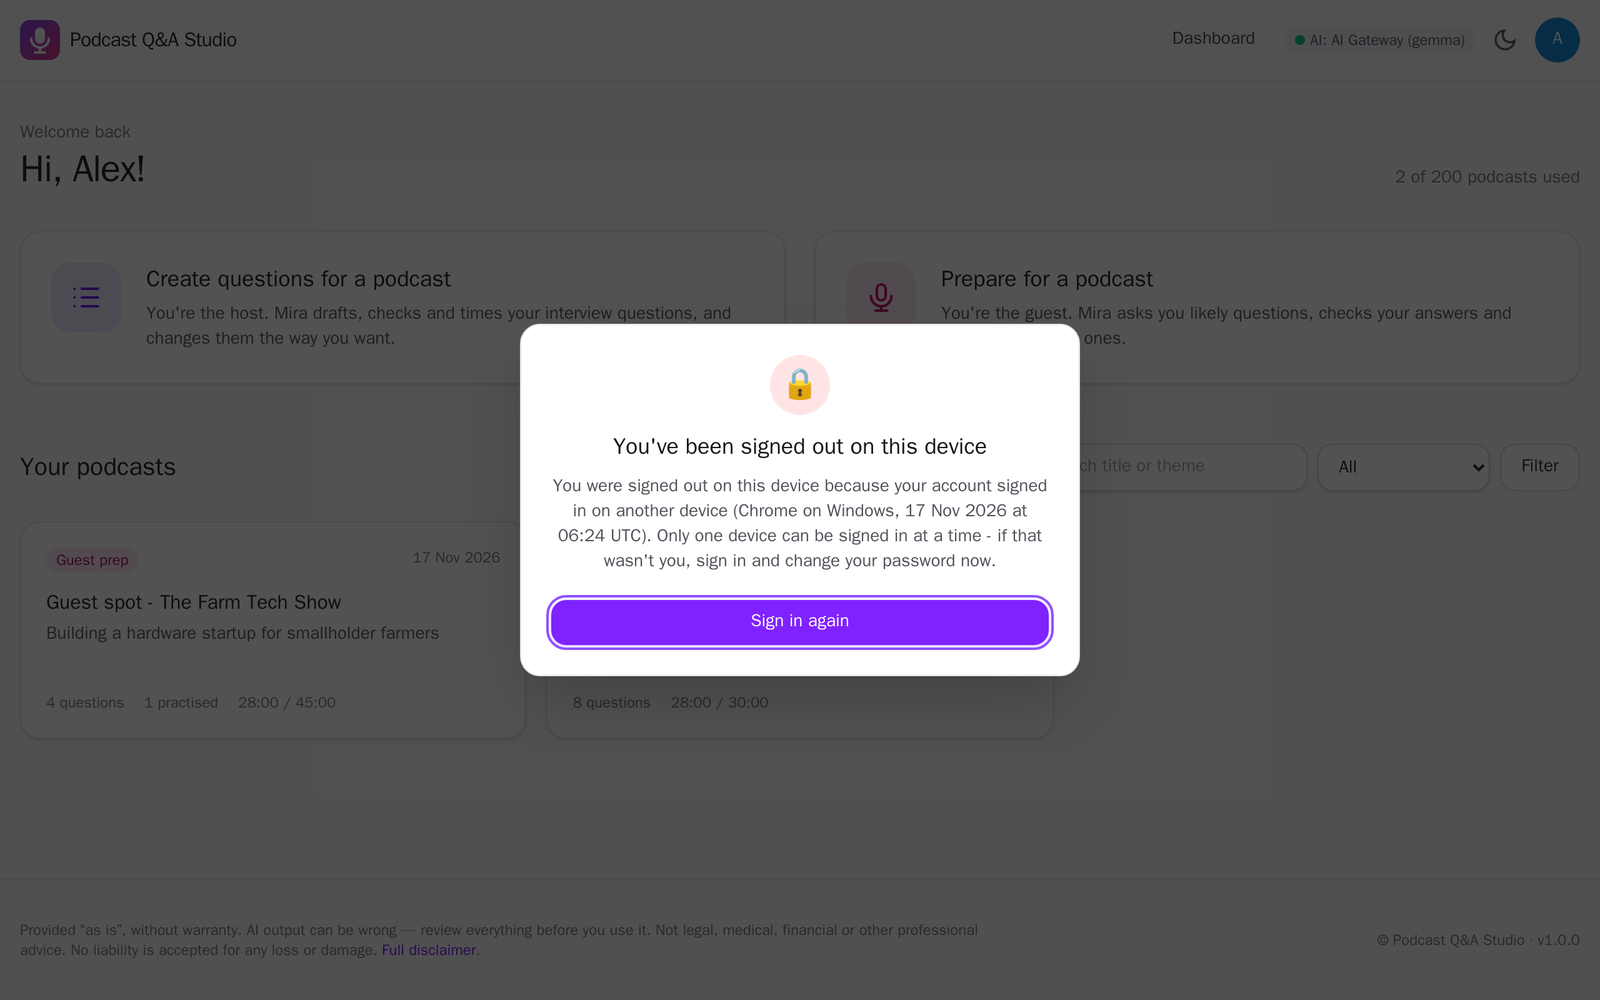 Podcast Q&A Studio
Dashboard
AI: AI Gateway (gemma)
A
Welcome back
Hi, Alex!
2 of 200 podcasts used
Create questions for a podcast
You're the host. Mira drafts, checks and times your interview questions, and
changes them the way you want.
Prepare for a podcast
You're the guest. Mira asks you likely questions, checks your answers and
ones.
You've been signed out on this device
You were signed out on this device because your account signed
in on another device (Chrome on Windows, 17 Nov 2026 at
06:24 UTC). Only one device can be signed in at a time - if that
wasn't you, sign in and change your password now.
Sign in again
Your podcasts
title or theme
All
Filter
Guest prep
17 Nov 2026
Guest spot - The Farm Tech Show
Building a hardware startup for smallholder farmers
4 questions 1 practised 28:00 / 45:00
8 questions 28:00 / 30:00
Provided "as is", without warranty. AI output can be wrong — review everything before you use it. Not legal, medical, financial or other professional
advice. No liability is accepted for any loss or damage. Full disclaimer.
© Podcast Q&A Studio · v1.0.0